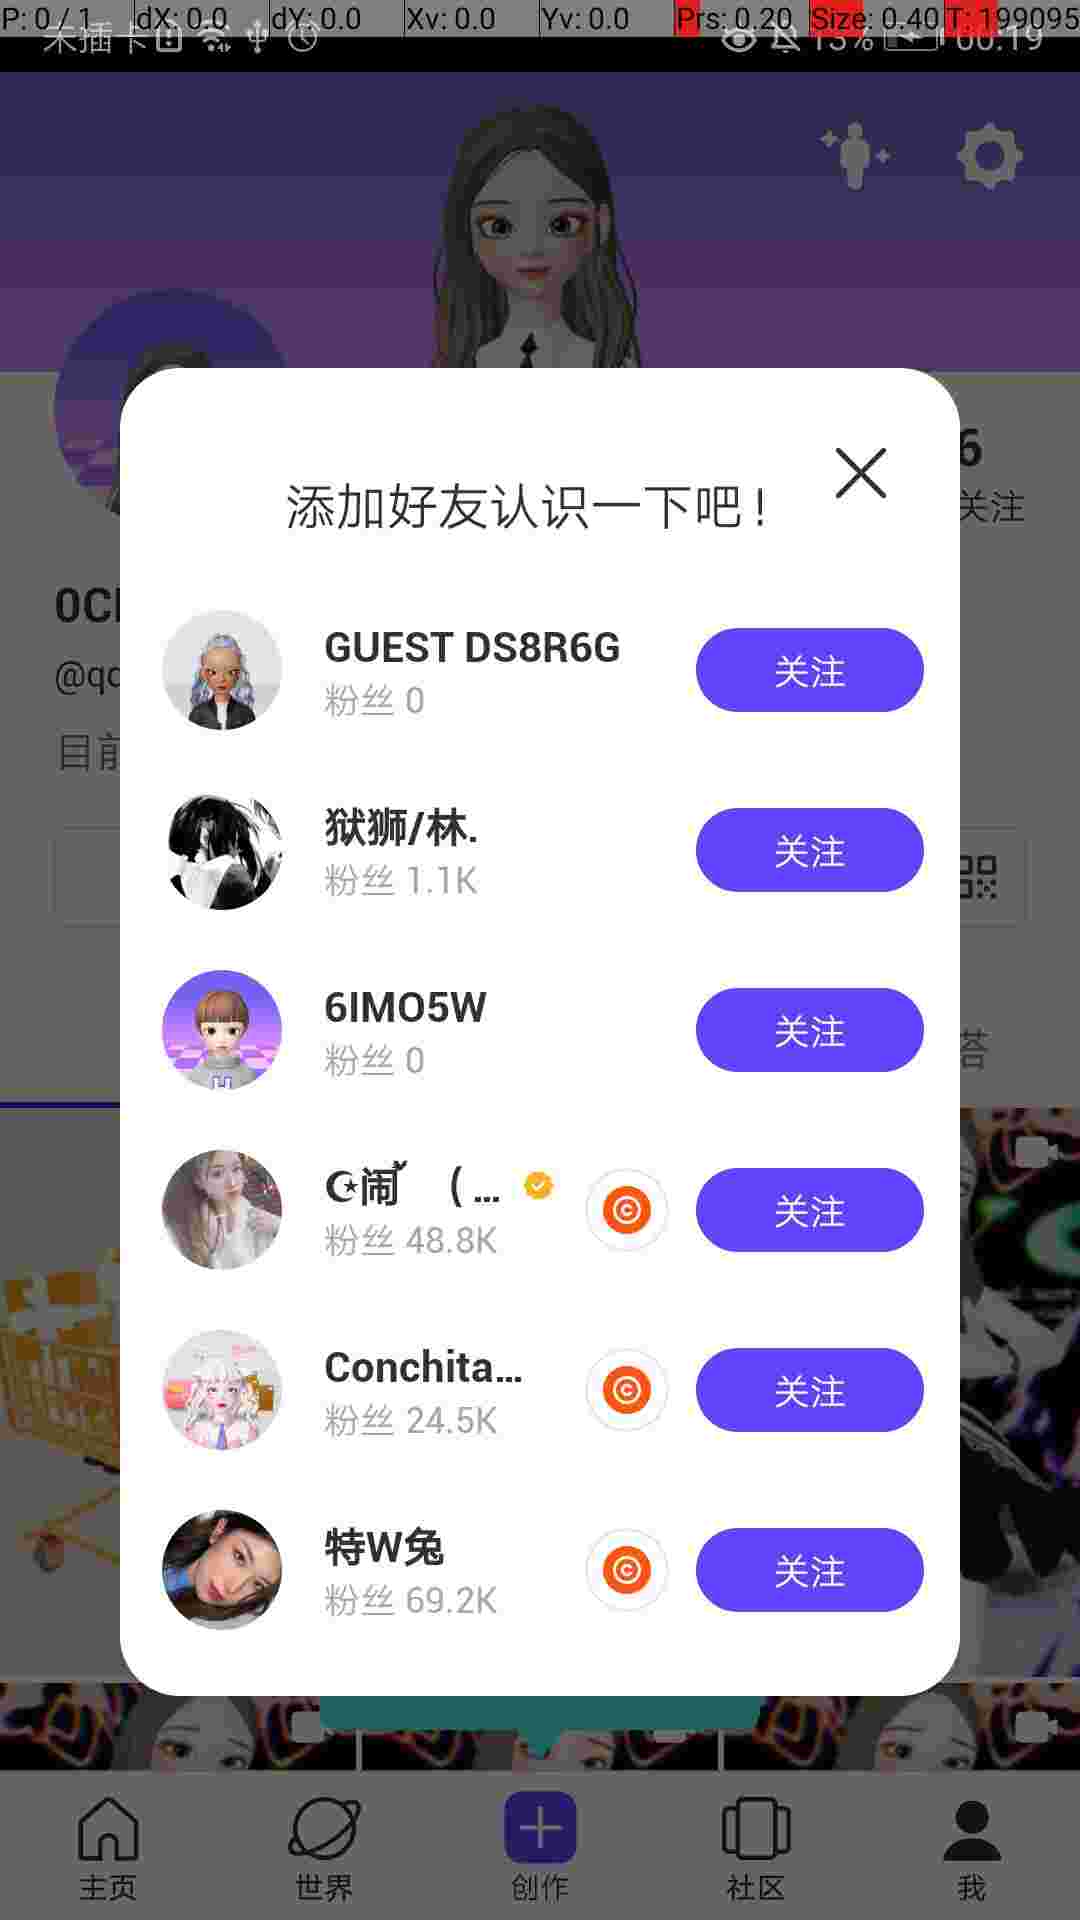 P: 0 / 1 dX: 0.0 dY: 0.0 Xv: 0.0 Yv: 0.0 Prs: 0.20 Size: 0.40 T: 199095
未插卡 13% 00:19
6
关注
添加好友认识一下吧!
@qc
目前
GUEST DS8R6G
粉丝 0
关注
狱狮/林.
粉丝 1.1K
关注
6IMO5W
粉丝 0
关注
答
☪闹 ( ...
粉丝 48.8K
关注
Conchita...
粉丝 24.5K
关注
特W兔
粉丝 69.2K
关注
主页 世界 创作 社区 我